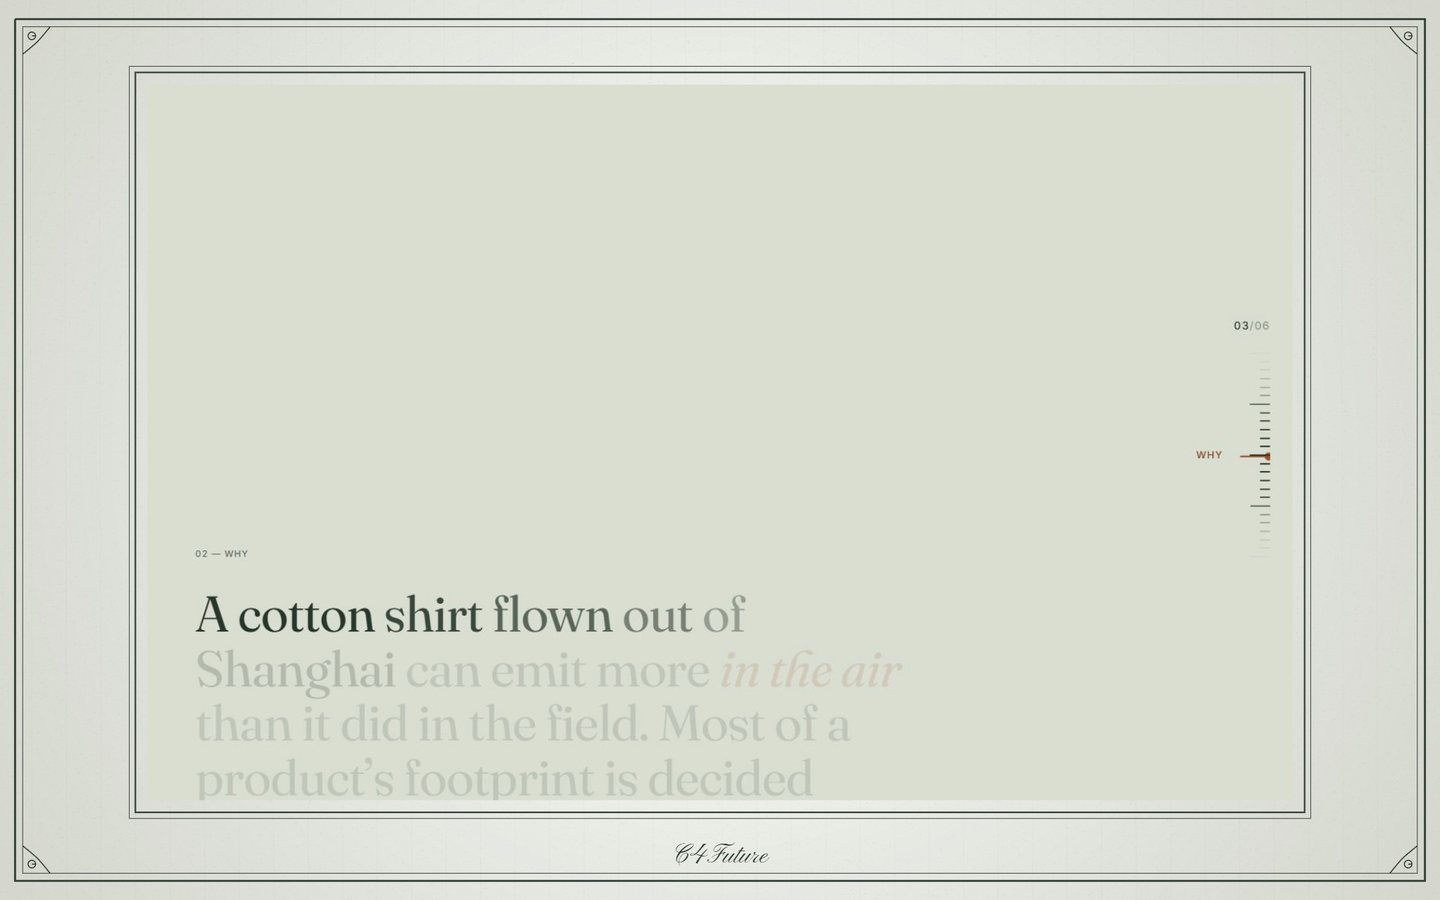 03/06
WHY
02 — WHY
A cotton shirt flown out of
Shanghai can emit more in the air
than it did in the field. Most of a
product’s footprint is decided
C4Future